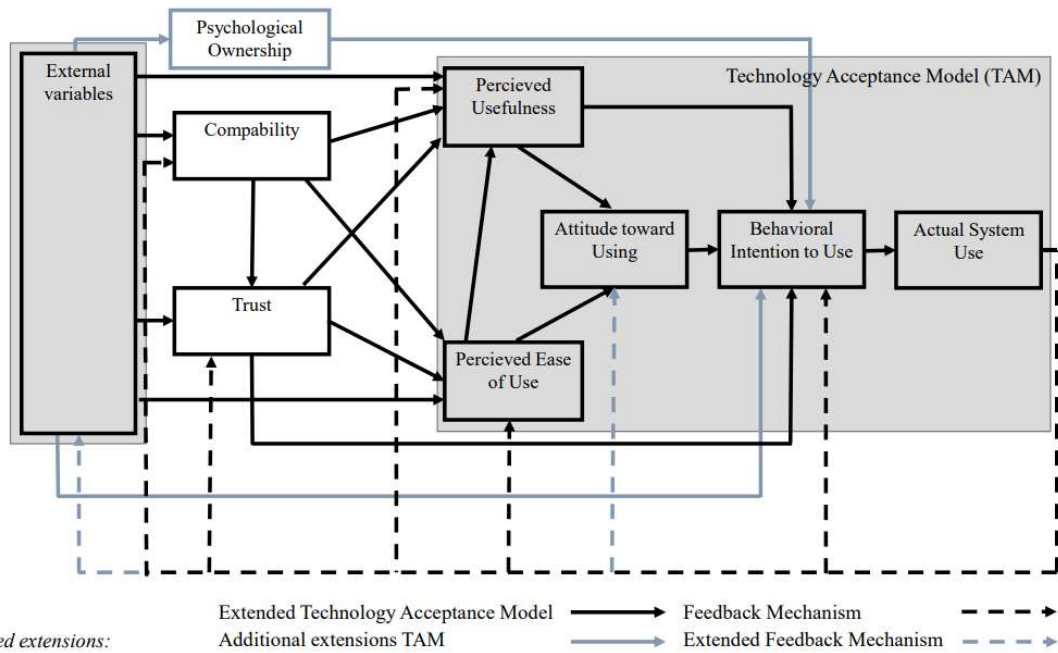 Psychological
Ownership
External
variables
Technology Acceptance Model (TAM)
Percieved
Usefulness
Compability
Attitude toward
Using
Behavioral
Intention to Use
Actual System
Use
Trust
Percieved Ease
of Use
Extended Technology Acceptance Model
Feedback Mechanism
extensions:
Additional extensions TAM
Extended Feedback Mechanism